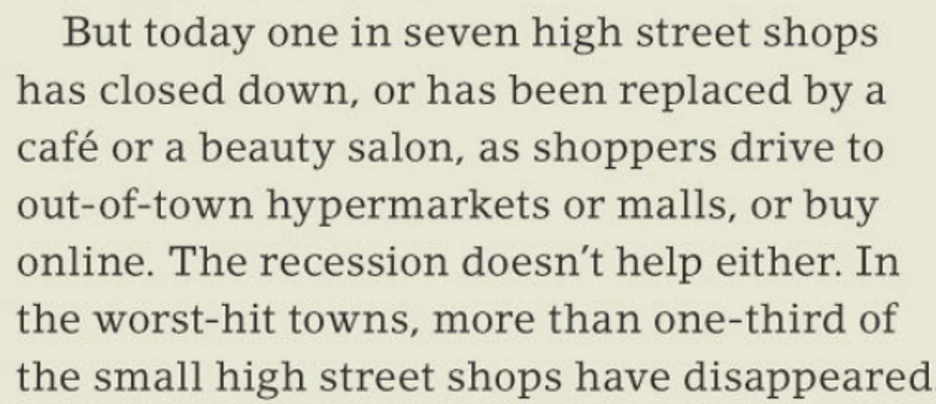 But today one in seven high street shops
has closed down, or has been replaced by a
café or a beauty salon, as shoppers drive to
out-of-town hypermarkets or malls, or buy
online. The recession doesn't help either. In
the worst-hit towns, more than one-third of
the small high street shops have disappeared.